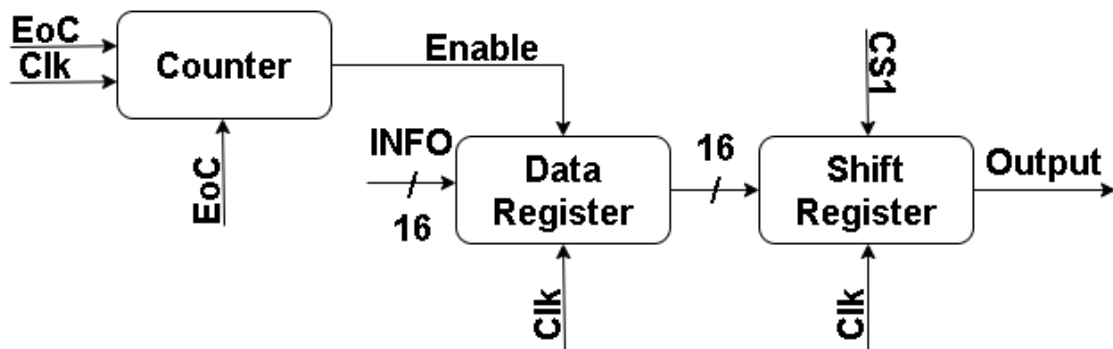 EoC
Clk
Counter
EoC
Enable
INFO
16
Data
Register
Clk
16
CS1
Shift
Register
Clk
Output